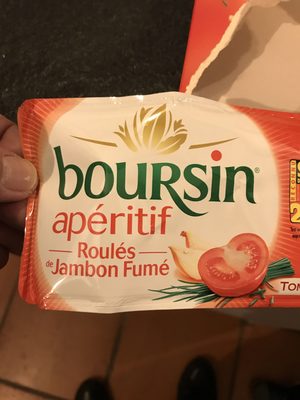 boursin®
apéritif
Roulés
de Jambon Fumé